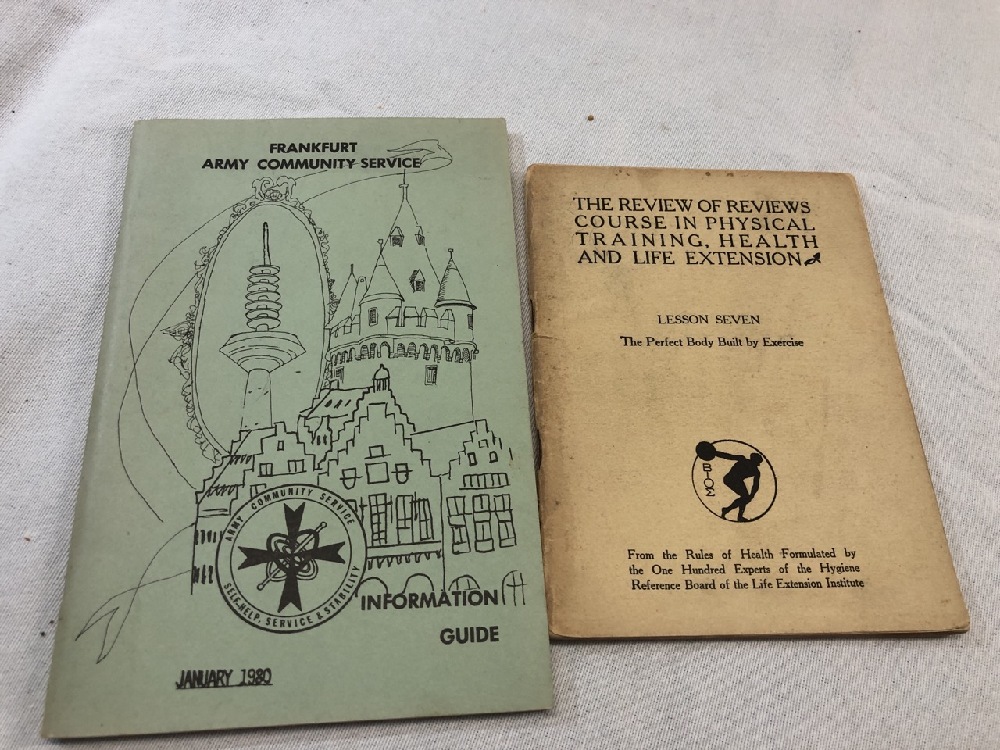 FRANKFURT
ARMY COMMUNITY SERVICE
ARMY COMMUNITY SERVICE
SELF-HELP, SERVICE & STABILITY
INFORMATION
GUIDE
JANUARY 1980
THE REVIEW OF REVIEWS
COURSE IN PHYSICAL
TRAINING, HEALTH
AND LIFE EXTENSION
LESSON SEVEN
The Perfect Body Built by Exercise
ΒΙΟΣ
From the Rules of Health Formulated by
the One Hundred Experts of the Hygiene
Reference Board of the Life Extension Institute